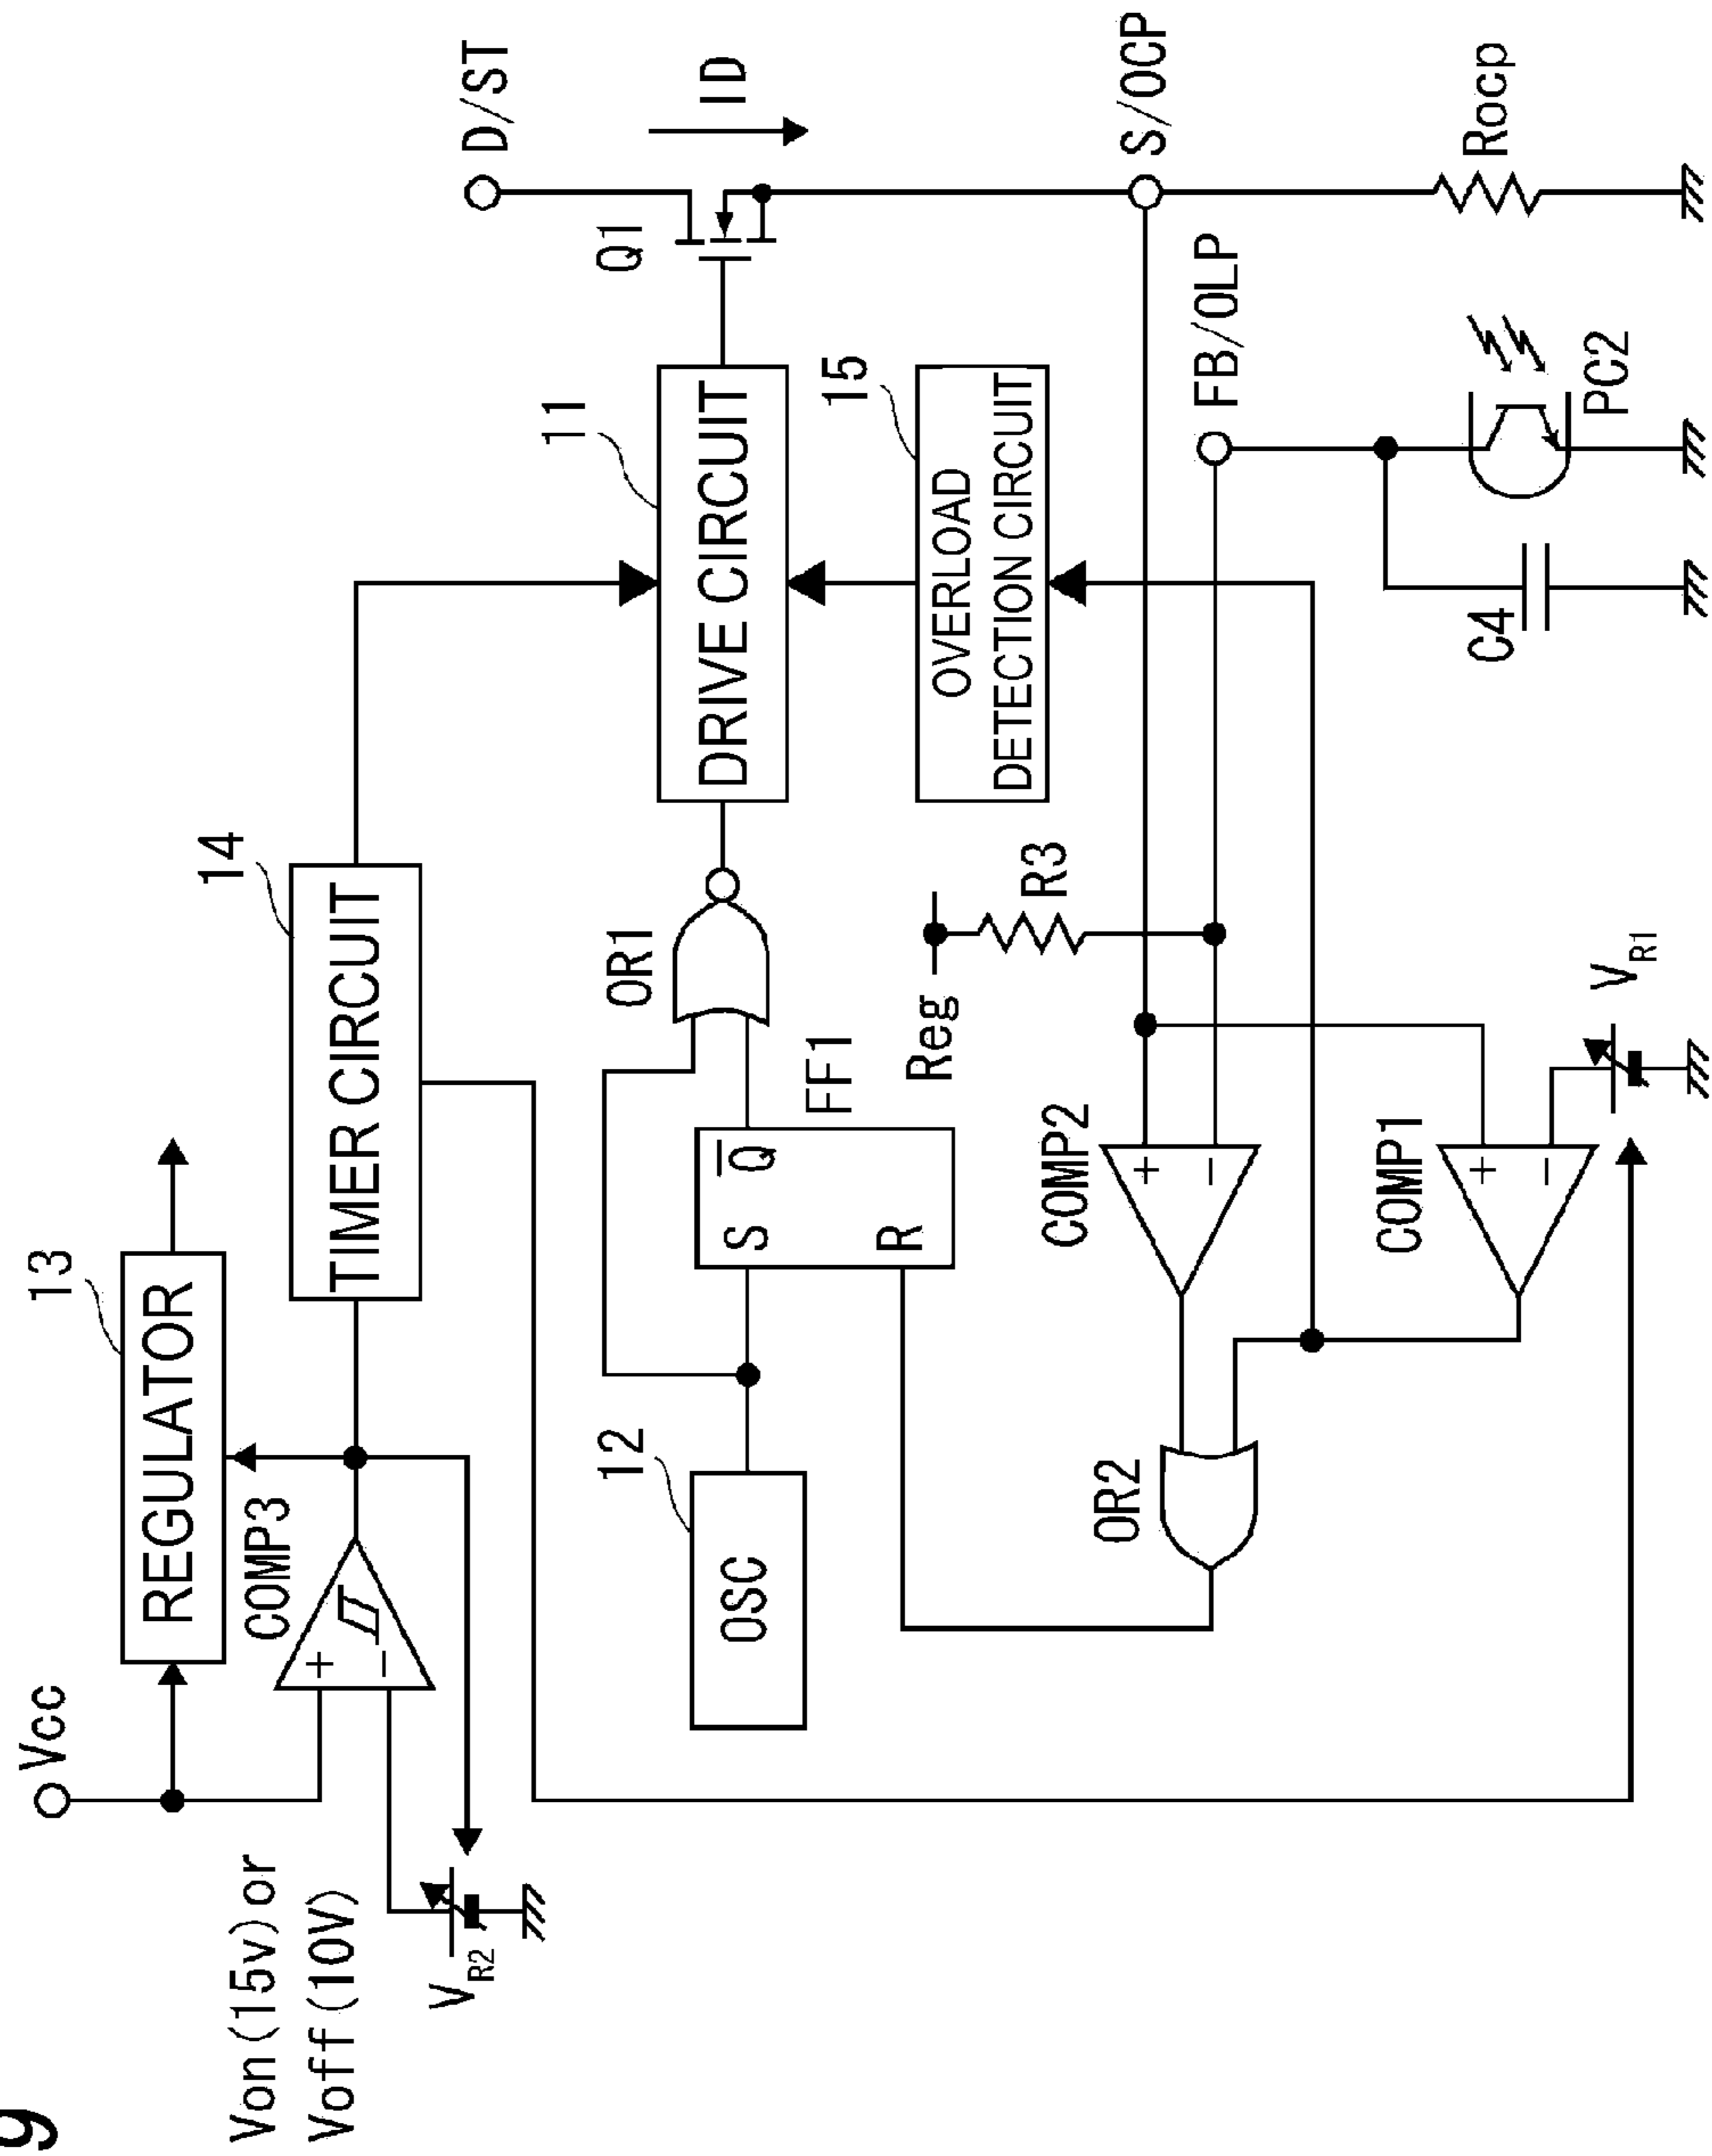 9
Vcc
13
REGULATOR
14
TIMER CIRCUIT
COMP3
+
−
Von(15v)or
Voff(10V)
VR2
D/ST
Q1
ID
11
DRIVE CIRCUIT
OR1
12
OSC
S
Q
R
FF1
15
OVERLOAD
DETECTION CIRCUIT
Reg
R3
S/OCP
FB/OLP
COMP2
+
−
OR2
COMP1
+
−
VR1
C4
PC2
Rocp